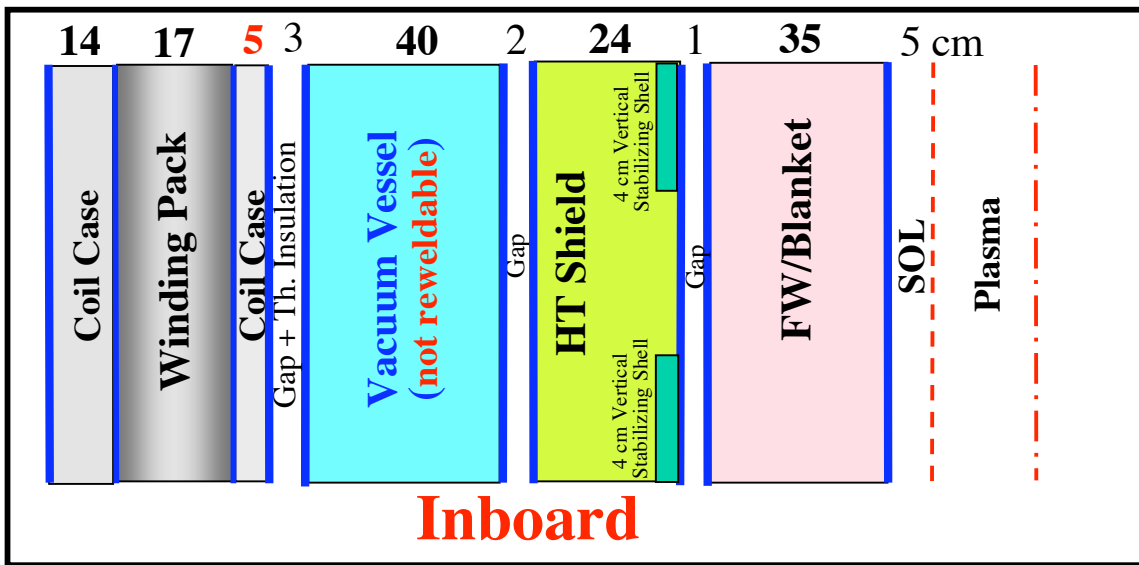 14 17 5 3 40 2 24 1 35 5 cm
Coil Case
Winding Pack
Coil Case
Gap + Th. Insulation
Vacuum Vessel
(not reweldable)
Gap
HT Shield
4 cm Vertical
Stabilizing Shell
4 cm Vertical
Stabilizing Shell
Gap
FW/Blanket
SOL
Plasma
Inboard